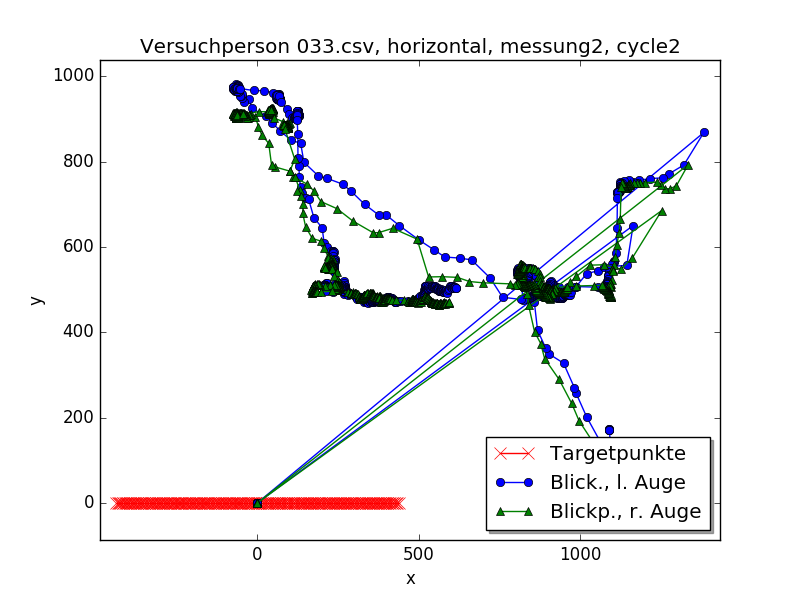 Versuchperson 033.csv, horizontal, messung2, cycle2
1000
800
600
400
200
0
y
0 500 1000
x
Targetpunkte
Blick., l. Auge
Blickp., r. Auge